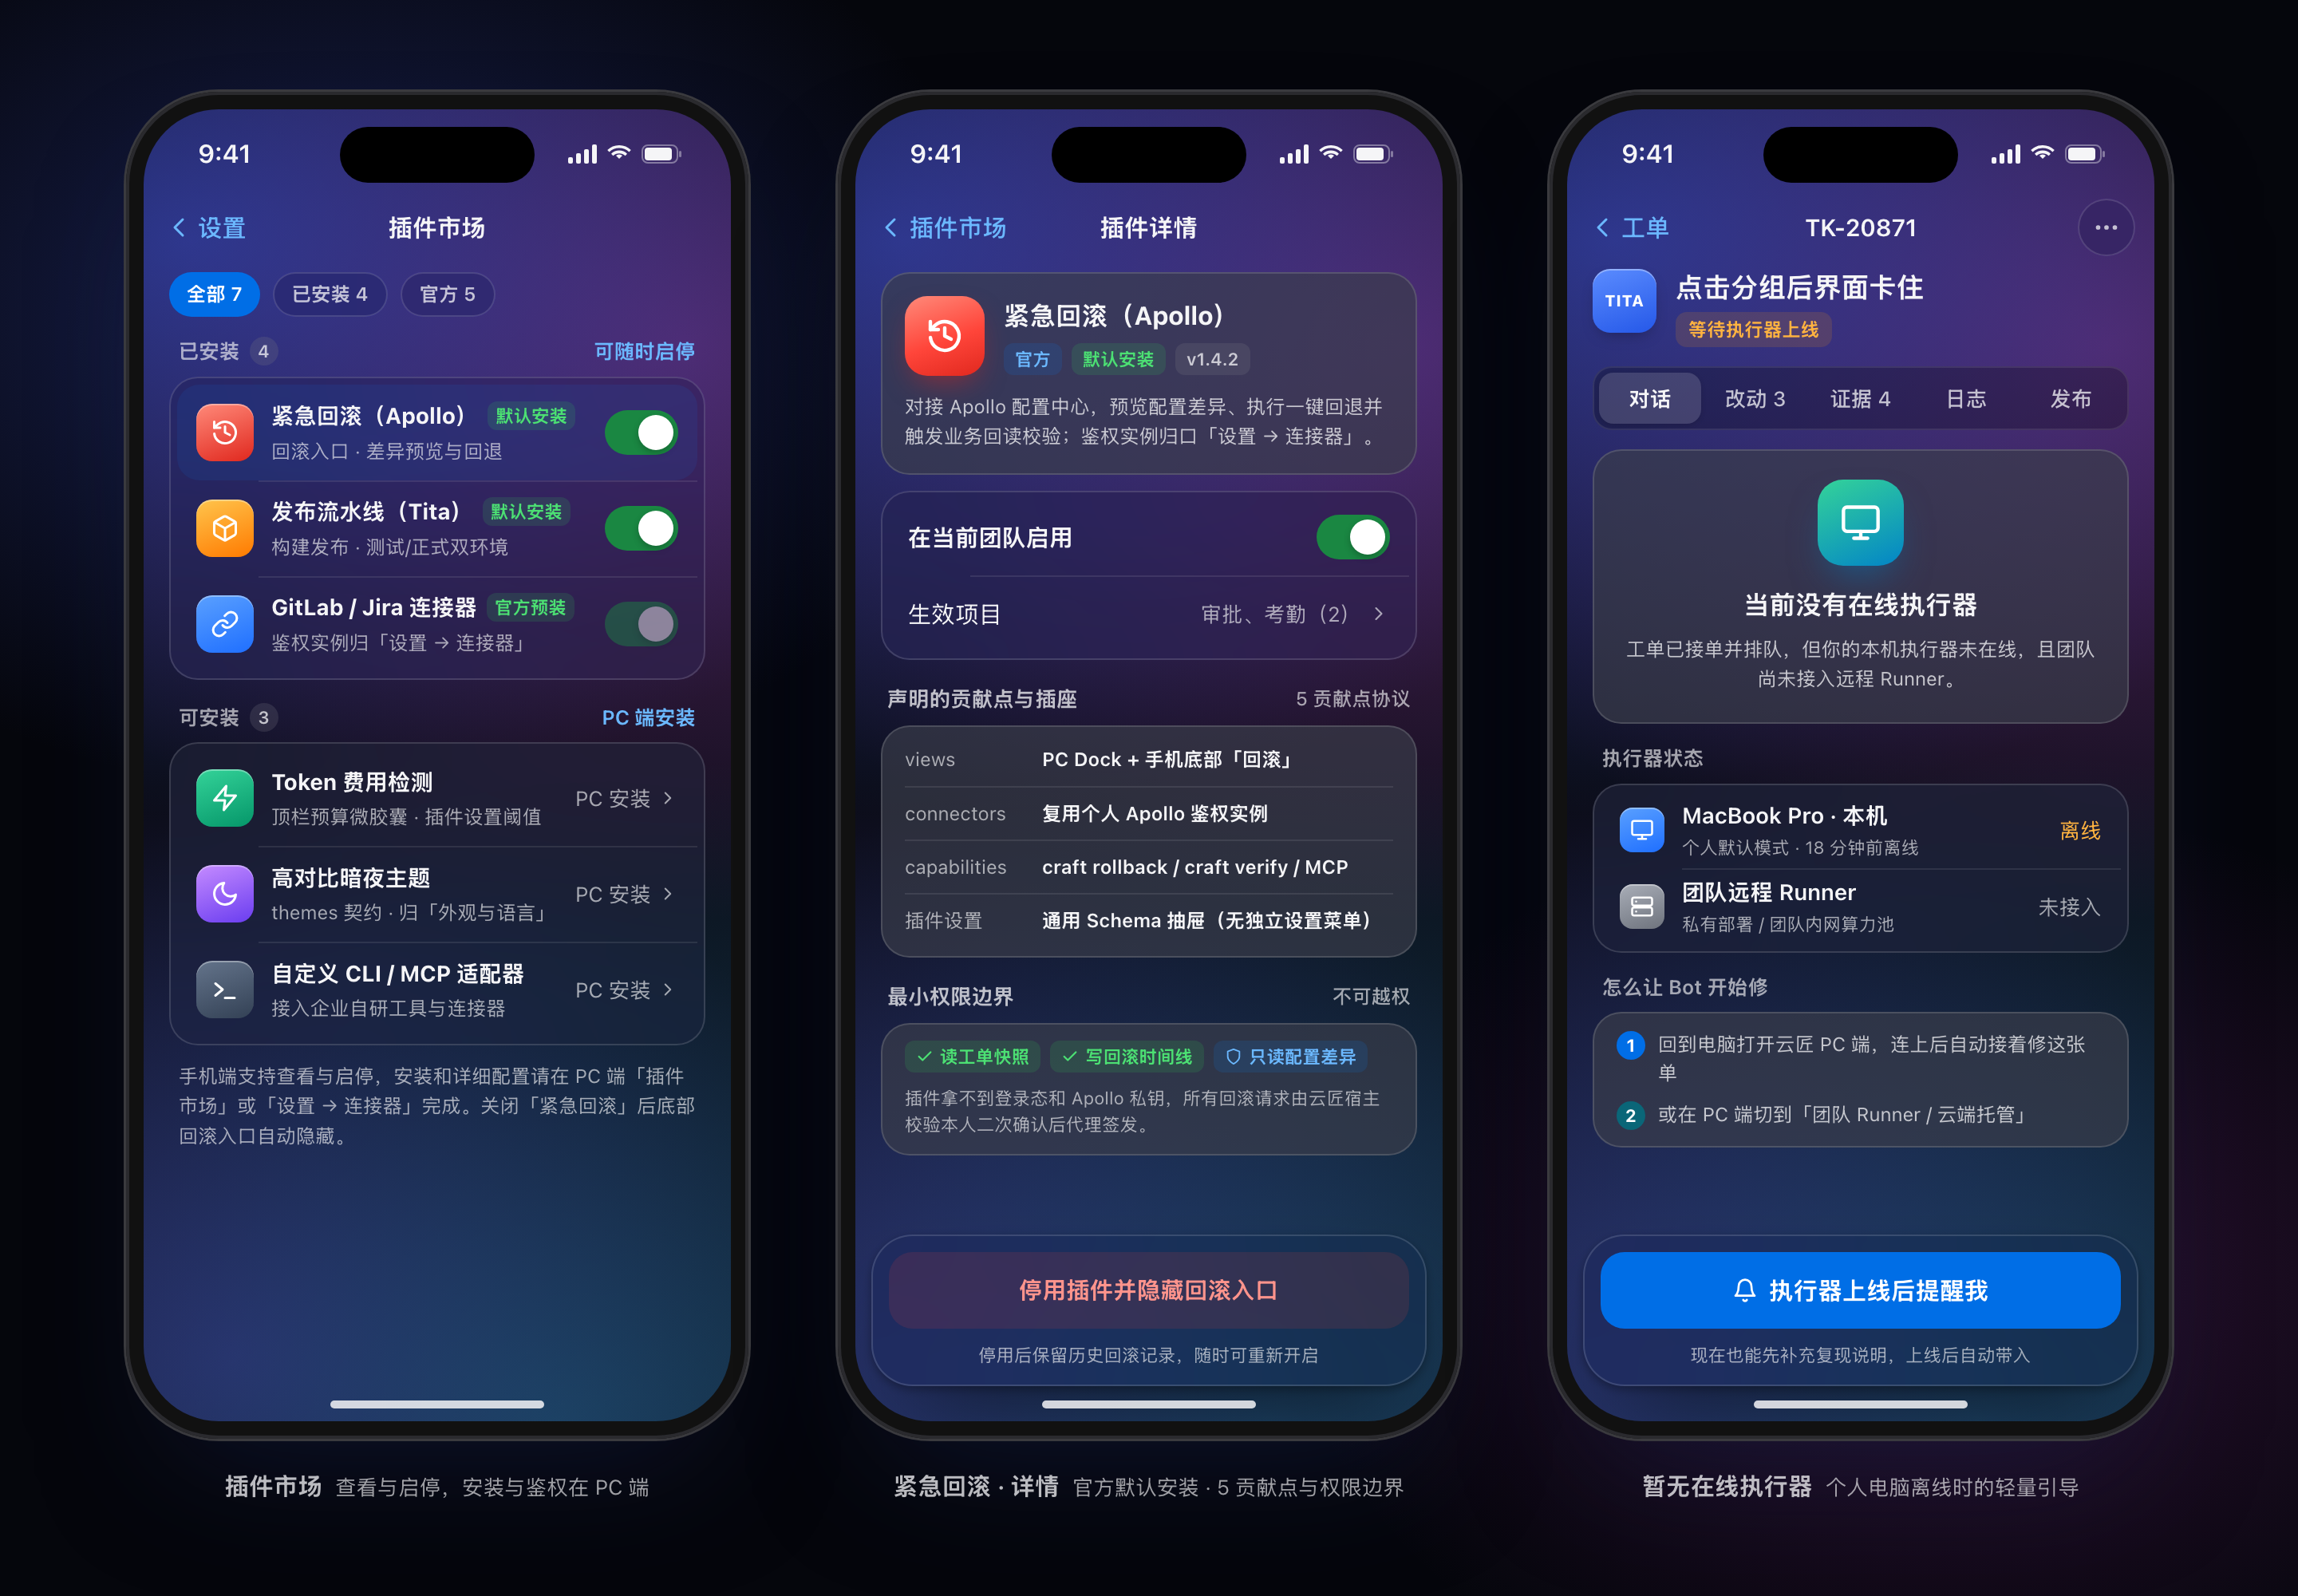 9:41
设置
插件市场
全部 7
已安装 4
官方 5
已安装 4
可随时启停
紧急回滚（Apollo） 默认安装
回滚入口 · 差异预览与回退
发布流水线（Tita） 默认安装
构建发布 · 测试/正式双环境
GitLab / Jira 连接器 官方预装
鉴权实例归「设置 → 连接器」
可安装 3
PC 端安装
Token 费用检测
顶栏预算微胶囊 · 插件设置阈值
PC 安装
高对比暗夜主题
themes 契约 · 归「外观与语言」
PC 安装
自定义 CLI / MCP 适配器
接入企业自研工具与连接器
PC 安装
手机端支持查看与启停，安装和详细配置请在 PC 端「插件
市场」或「设置 → 连接器」完成。关闭「紧急回滚」后底部
回滚入口自动隐藏。
插件市场 查看与启停，安装与鉴权在 PC 端
9:41
插件市场
插件详情
紧急回滚（Apollo）
官方 默认安装 v1.4.2
对接 Apollo 配置中心，预览配置差异、执行一键回退并
触发业务回读校验；鉴权实例归口「设置 → 连接器」。
在当前团队启用
生效项目
审批、考勤（2）
声明的贡献点与插座
5 贡献点协议
views PC Dock + 手机底部「回滚」
connectors 复用个人 Apollo 鉴权实例
capabilities craft rollback / craft verify / MCP
插件设置 通用 Schema 抽屉（无独立设置菜单）
最小权限边界
不可越权
读工单快照 写回滚时间线 只读配置差异
插件拿不到登录态和 Apollo 私钥，所有回滚请求由云匠宿主
校验本人二次确认后代理签发。
停用插件并隐藏回滚入口
停用后保留历史回滚记录，随时可重新开启
紧急回滚 · 详情 官方默认安装 · 5 贡献点与权限边界
9:41
工单
TK-20871
TITA
点击分组后界面卡住
等待执行器上线
对话 改动 3 证据 4 日志 发布
当前没有在线执行器
工单已接单并排队，但你的本机执行器未在线，且团队
尚未接入远程 Runner。
执行器状态
MacBook Pro · 本机
个人默认模式 · 18 分钟前离线
离线
团队远程 Runner
私有部署 / 团队内网算力池
未接入
怎么让 Bot 开始修
1 回到电脑打开云匠 PC 端，连上后自动接着修这张
单
2 或在 PC 端切到「团队 Runner / 云端托管」
执行器上线后提醒我
现在也能先补充复现说明，上线后自动带入
暂无在线执行器 个人电脑离线时的轻量引导